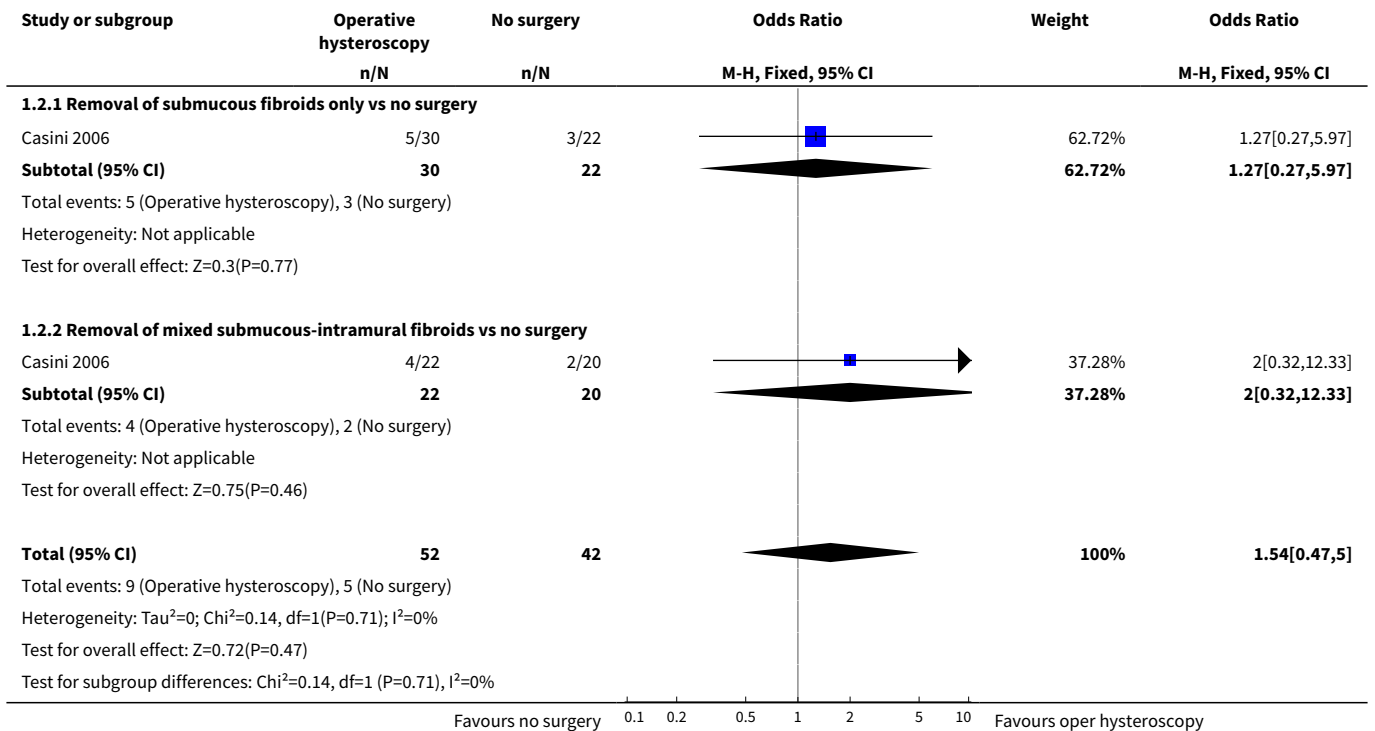 Study or subgroup Operative hysteroscopy No surgery Odds Ratio Weight Odds Ratio
n/N n/N M-H, Fixed, 95% CI M-H, Fixed, 95% CI
1.2.1 Removal of submucous fibroids only vs no surgery
Casini 2006 5/30 3/22 62.72% 1.27[0.27,5.97]
Subtotal (95% CI) 30 22 62.72% 1.27[0.27,5.97]
Total events: 5 (Operative hysteroscopy), 3 (No surgery)
Heterogeneity: Not applicable
Test for overall effect: Z=0.3(P=0.77)
1.2.2 Removal of mixed submucous-intramural fibroids vs no surgery
Casini 2006 4/22 2/20 37.28% 2[0.32,12.33]
Subtotal (95% CI) 22 20 37.28% 2[0.32,12.33]
Total events: 4 (Operative hysteroscopy), 2 (No surgery)
Heterogeneity: Not applicable
Test for overall effect: Z=0.75(P=0.46)
Total (95% CI) 52 42 100% 1.54[0.47,5]
Total events: 9 (Operative hysteroscopy), 5 (No surgery)
Heterogeneity: Tau²=0; Chi²=0.14, df=1(P=0.71); I²=0%
Test for overall effect: Z=0.72(P=0.47)
Test for subgroup differences: Chi²=0.14, df=1 (P=0.71), I²=0%
Favours no surgery 0.1 0.2 0.5 1 2 5 10 Favours oper hysteroscopy